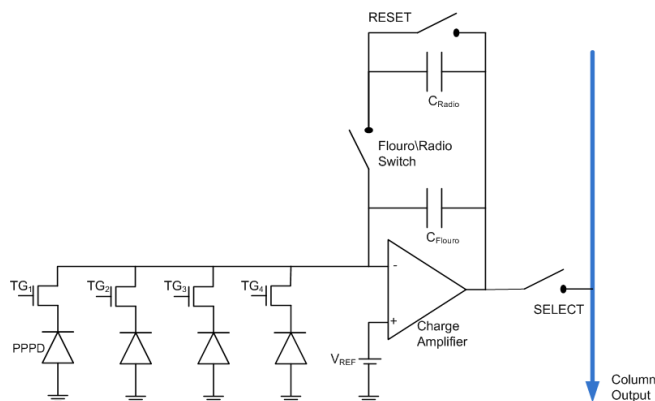 RESET
CRadio
Flouro\Radio
Switch
CFlouro
TG1
TG2
TG3
TG4
-
+
PPPD
Charge
Amplifier
VREF
SELECT
Column
Output